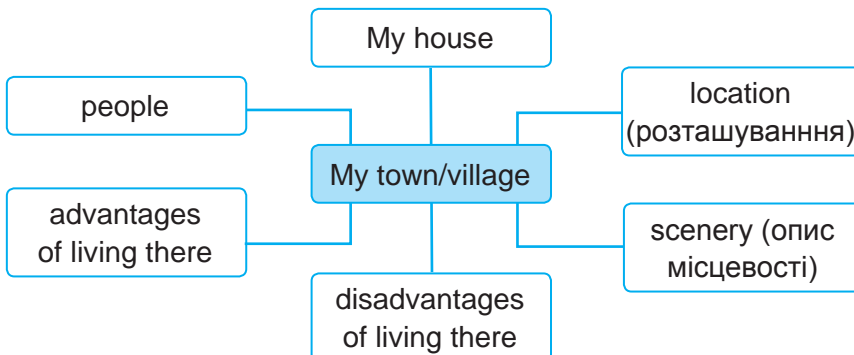 My house
people
location
(розташуванння)
My town/village
advantages
of living there
scenery (опис
місцевості)
disadvantages
of living there